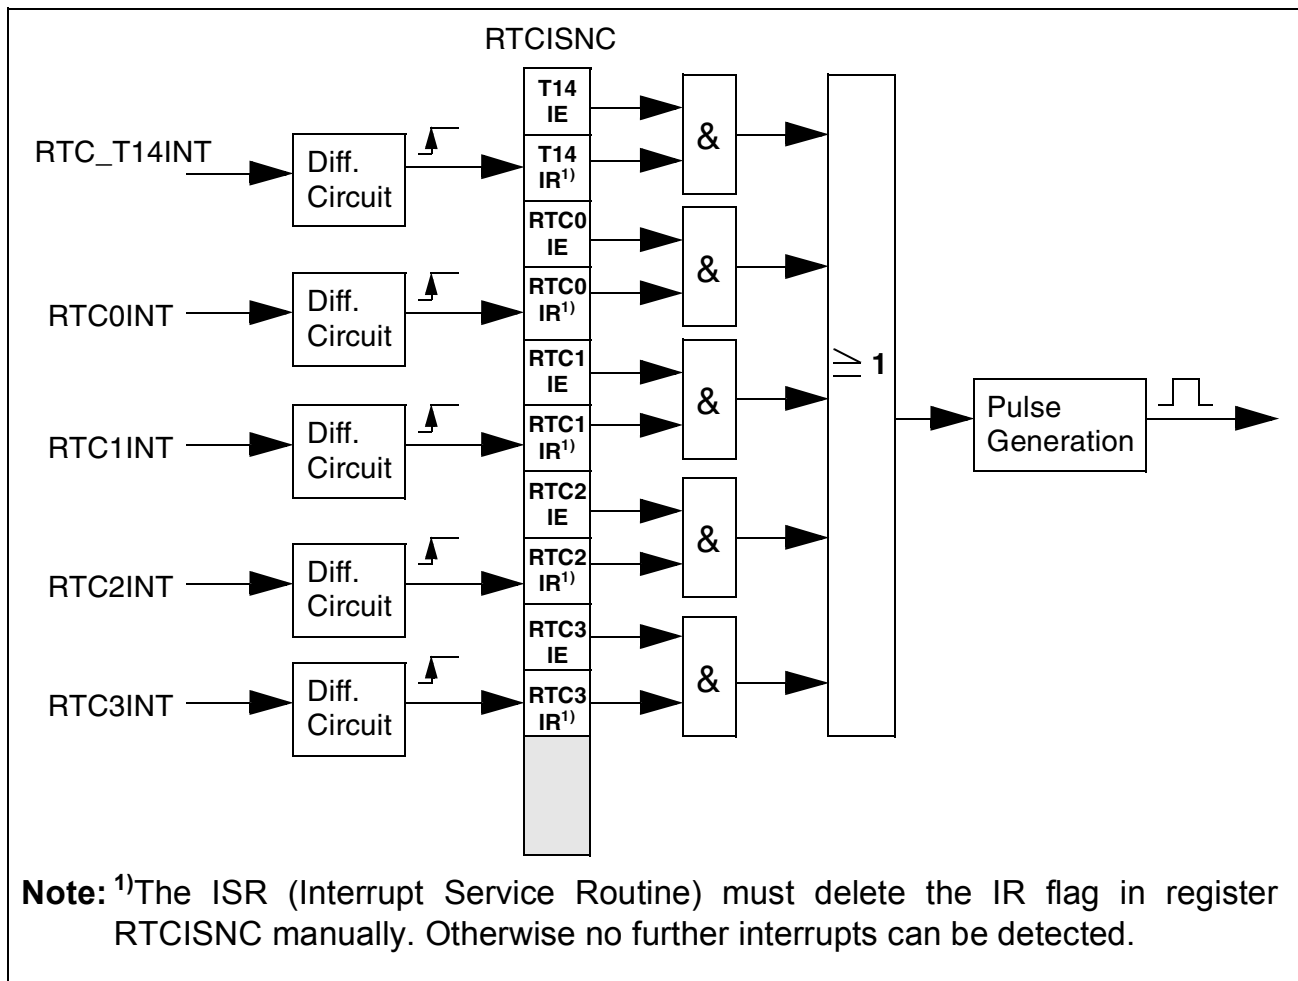 RTCISNC
T14
IE
RTC_T14INT
Diff.
Circuit
T14
IR1)
&
RTC0
IE
RTC0INT
Diff.
Circuit
RTC0
IR1)
&
RTC1
IE
RTC1INT
Diff.
Circuit
RTC1
IR1)
&
≥ 1
Pulse
Generation
RTC2
IE
RTC2INT
Diff.
Circuit
RTC2
IR1)
&
RTC3
IE
RTC3INT
Diff.
Circuit
RTC3
IR1)
&
Note: 1)The ISR (Interrupt Service Routine) must delete the IR flag in register
RTCISNC manually. Otherwise no further interrupts can be detected.